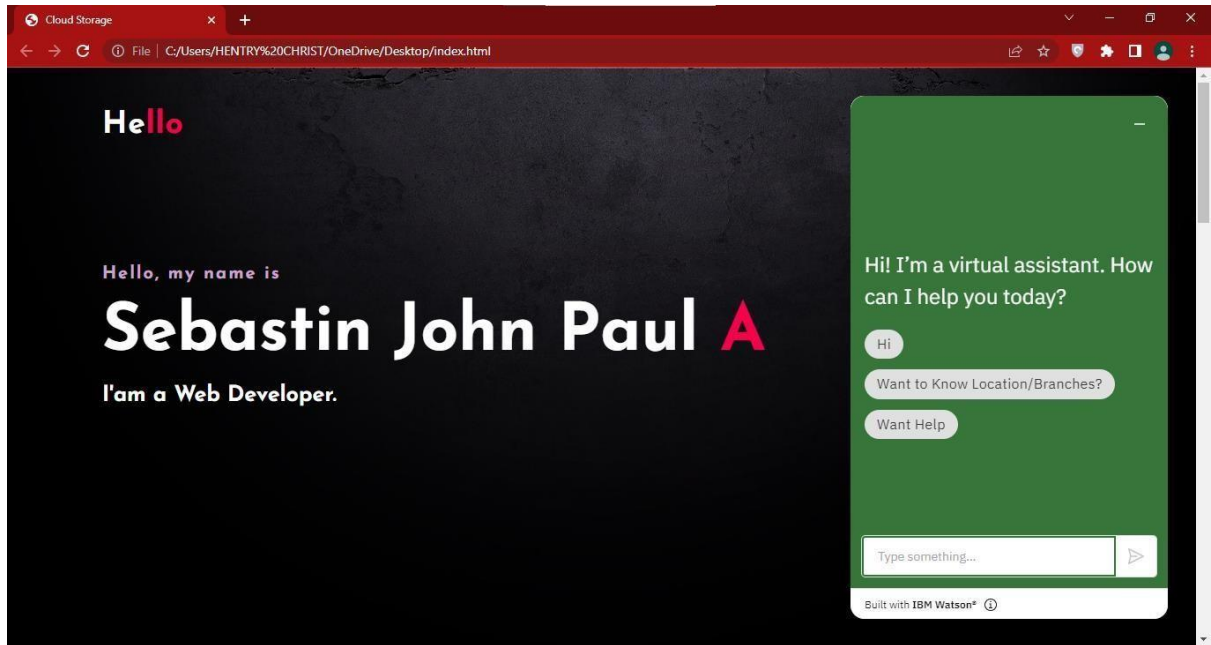 Cloud Storage
File | C:/Users/HENTRY%20CHRIST/OneDrive/Desktop/index.html
Hello
Hello, my name is
Sebastin John Paul A
I'am a Web Developer.
Hi! I’m a virtual assistant. How
can I help you today?
Hi
Want to Know Location/Branches?
Want Help
Type something...
Built with IBM Watson®